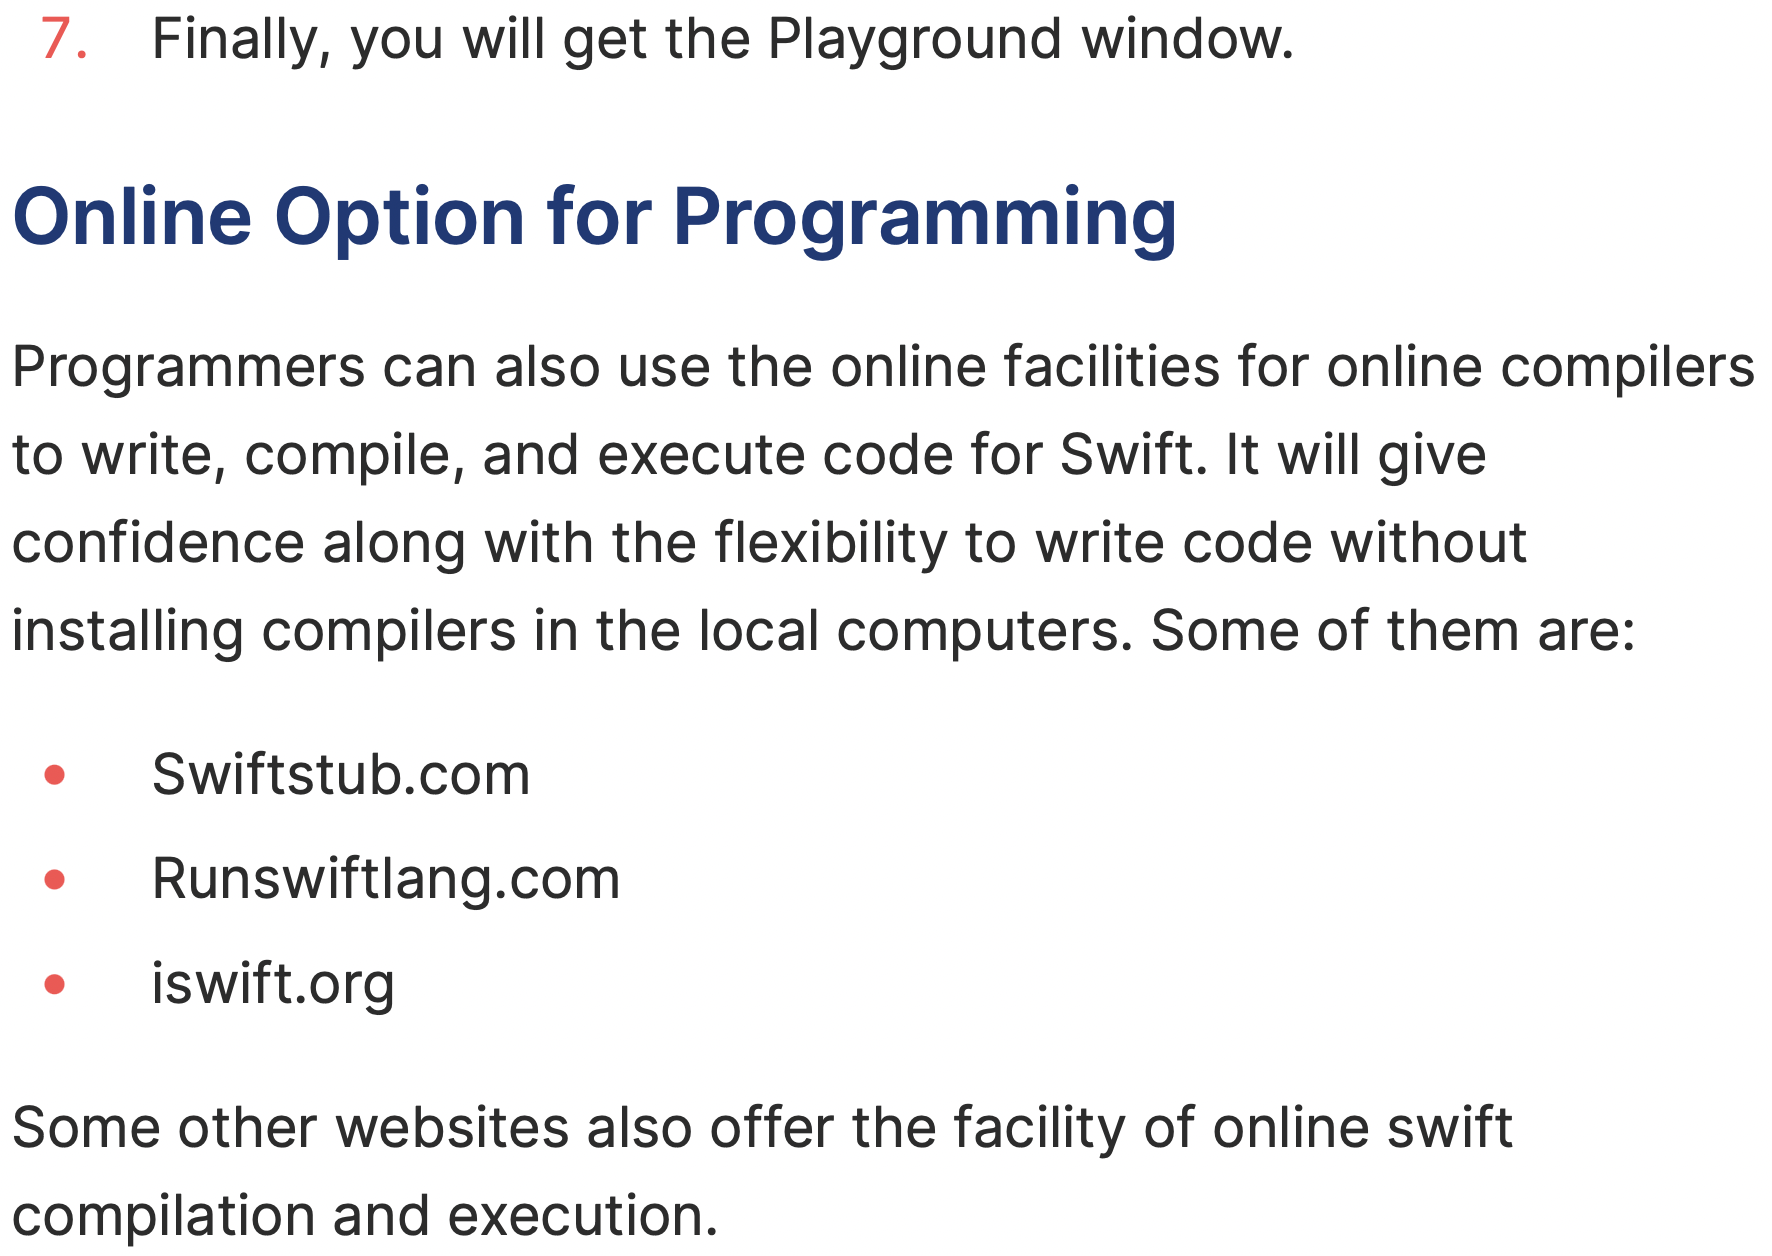 7. Finally, you will get the Playground window.
Online Option for Programming
Programmers can also use the online facilities for online compilers
to write, compile, and execute code for Swift. It will give
confidence along with the flexibility to write code without
installing compilers in the local computers. Some of them are:
• Swiftstub.com
• Runswiftlang.com
• iswift.org
Some other websites also offer the facility of online swift
compilation and execution.